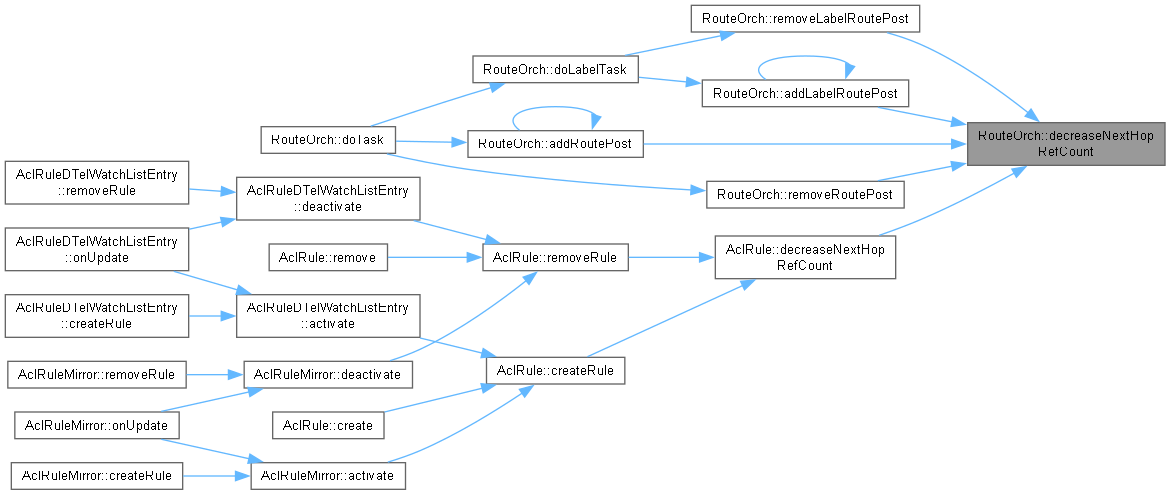 RouteOrch::removeLabelRoutePost
RouteOrch::doLabelTask
RouteOrch::addLabelRoutePost
RouteOrch::doTask
RouteOrch::addRoutePost
RouteOrch::decreaseNextHop
RefCount
RouteOrch::removeRoutePost
AclRuleDTelWatchListEntry
::removeRule
AclRuleDTelWatchListEntry
::deactivate
AclRuleDTelWatchListEntry
::onUpdate
AclRule::remove
AclRule::removeRule
AclRule::decreaseNextHop
RefCount
AclRuleDTelWatchListEntry
::createRule
AclRuleDTelWatchListEntry
::activate
AclRuleMirror::removeRule
AclRuleMirror::deactivate
AclRule::createRule
AclRuleMirror::onUpdate
AclRule::create
AclRuleMirror::createRule
AclRuleMirror::activate